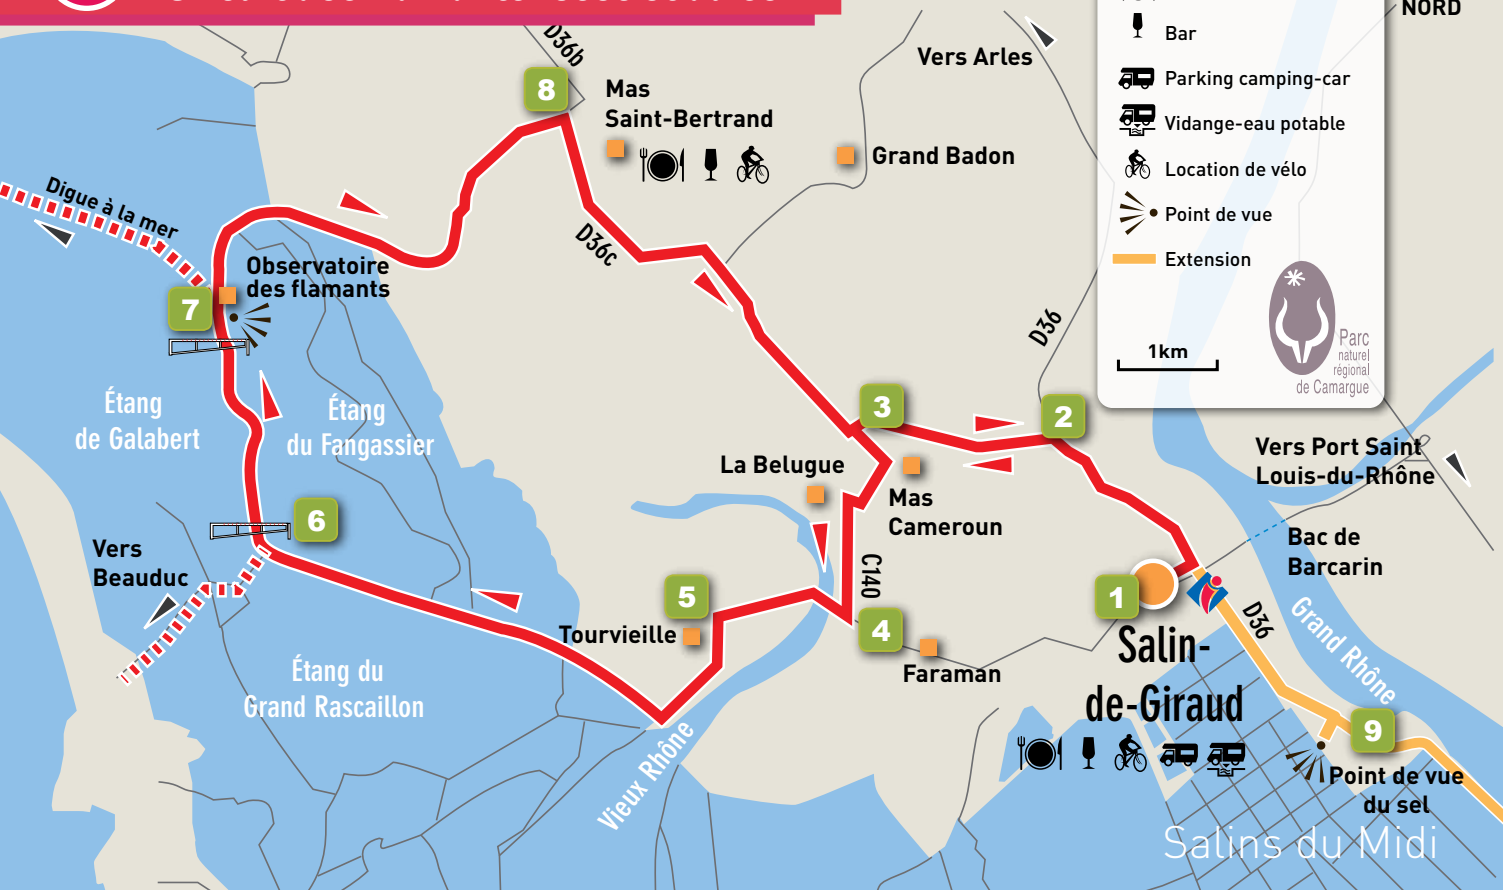 NORD
Bar
Parking camping-car
Vidange-eau potable
Location de vélo
Point de vue
Extension
1km
Parc
naturel
régional
de Camargue
D36b
8
Mas
Saint-Bertrand
Vers Arles
Grand Badon
Digue à la mer
D36c
Observatoire
des flamants
7
D36
Étang
de Galabert
Étang
du Fangassier
3
2
La Belugue
Mas
Cameroun
Vers Port Saint
Louis-du-Rhône
6
Vers
Beauduc
Bac de
Barcarin
C140
5
1
4
Tourvieille
Faraman
Salin-
de-Giraud
D36
Grand Rhône
Étang du
Grand Rascaillon
Vieux Rhône
9
Point de vue
du sel
Salins du Midi